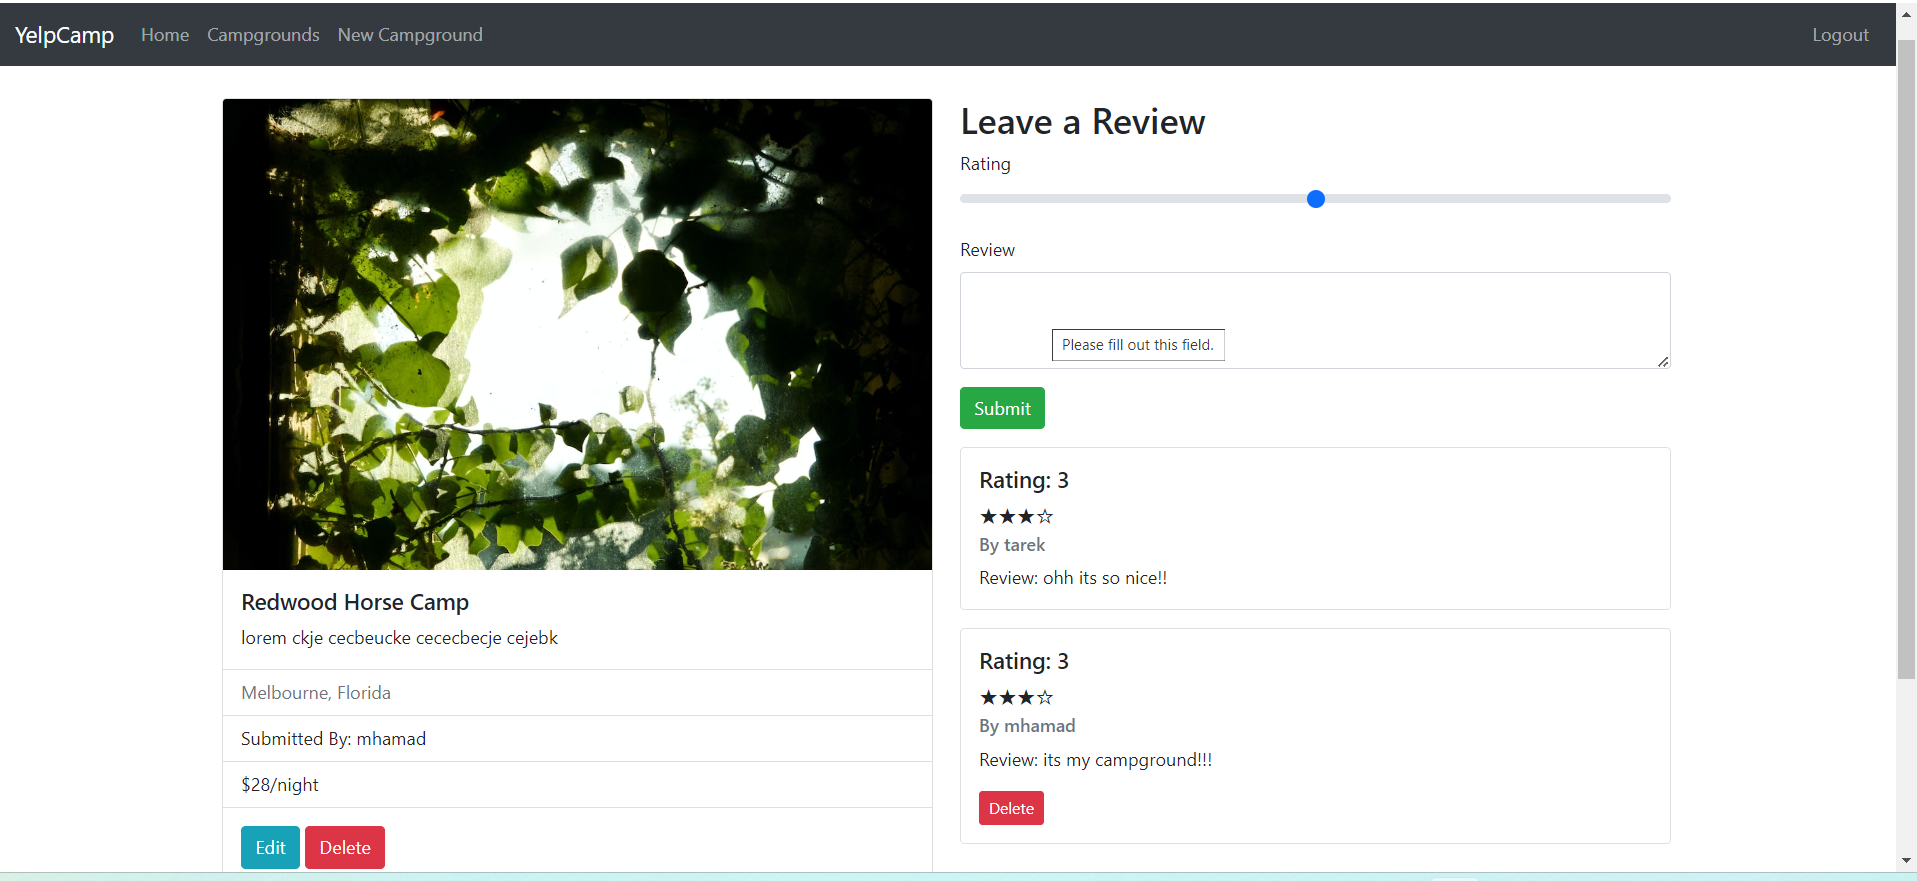 YelpCamp Home Campgrounds New Campground Logout
Redwood Horse Camp
lorem ckje cecbeucke cececbecje cejebk
Melbourne, Florida
Submitted By: mhamad
$28/night
Edit Delete
Leave a Review
Rating
Review
Please fill out this field.
Submit
Rating: 3
★★★☆
By tarek
Review: ohh its so nice!!
Rating: 3
★★★☆
By mhamad
Review: its my campground!!!
Delete